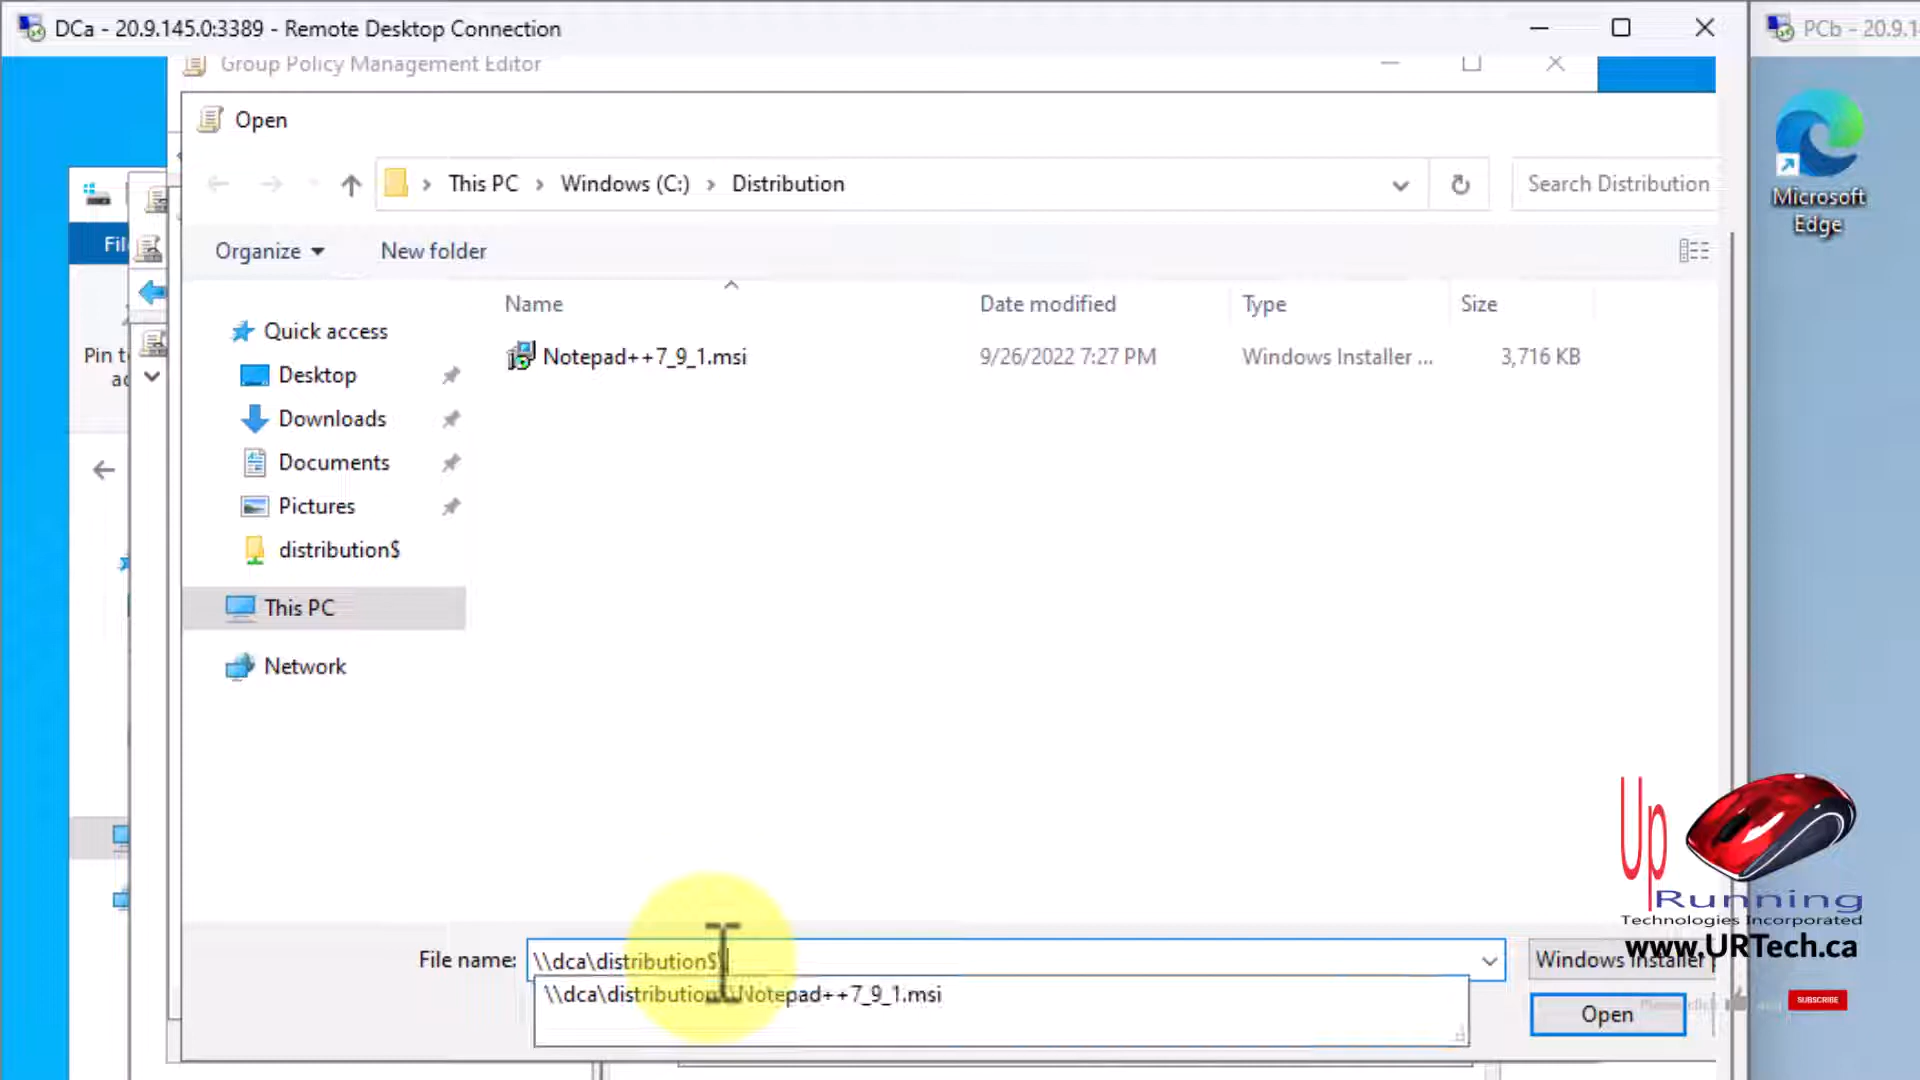 DCa - 20.9.145.0:3389 - Remote Desktop Connection
PCb - 20.9.1
Group Policy Management Editor
Open
This PC > Windows (C:) > Distribution
Search Distribution
Microsoft
Edge
Fil
Organize
New folder
Name
Date modified
Type
Size
Quick access
Notepad++7_9_1.msi
9/26/2022 7:27 PM
Windows Installer ...
3,716 KB
Pin t
ac
Desktop
Downloads
Documents
Pictures
distribution$
This PC
Network
Up
Running
Technologies Incorporated
www.URTech.ca
File name:
\\dca\distribution$\
Windows Installer p
\\dca\distribution$\Notepad++7_9_1.msi
SUBSCRIBE
Open